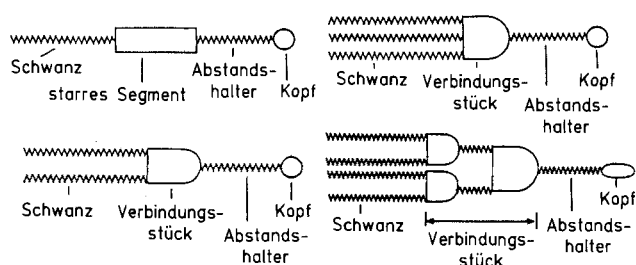 Schwanz
starres Segment
Abstands-
halter
Kopf
Schwanz
Verbindungs-
stück
Abstands-
halter
Kopf
Schwanz
Verbindungs-
stück
Abstands-
halter
Kopf
Schwanz
Verbindungs-
stück
Abstands-
halter
Kopf